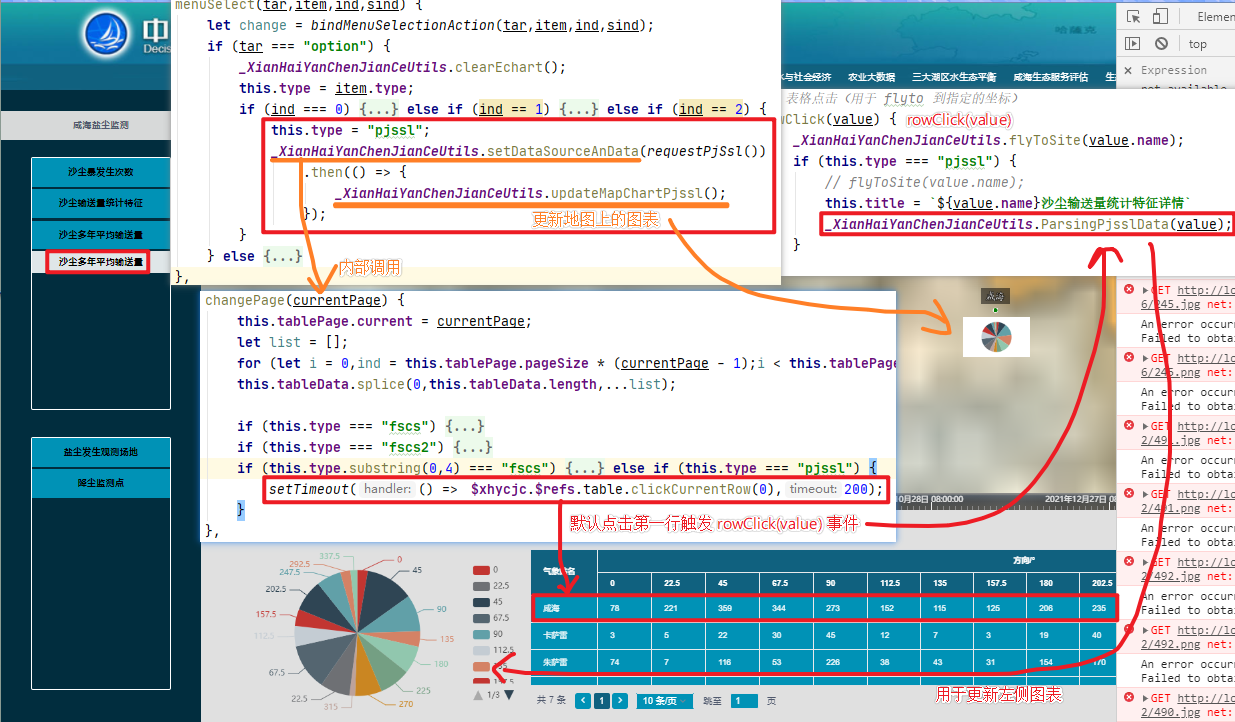 中
Decis
咸海盐尘监测
沙尘暴发生次数
沙尘输送量统计特征
沙尘多年平均输送量
沙尘多年平均输送量
盐尘发生观测场地
降尘监测点
menuSelect(tar,item,ind,sind) {
let change = bindMenuSelectionAction(tar,item,ind,sind);
if (tar === "option") {
_XianHaiYanChenJianCeUtils.clearEchart();
this.type = item.type;
if (ind === 0) {...} else if (ind == 1) {...} else if (ind == 2) {
this.type = "pjssl";
_XianHaiYanChenJianCeUtils.setDataSourceAnData(requestPjSsl())
.then(() => {
_XianHaiYanChenJianCeUtils.updateMapChartPjssl();
});
更新地图上的图表
}
} else {...}
},
内部调用
changePage(currentPage) {
this.tablePage.current = currentPage;
let list = [];
for (let i = 0,ind = this.tablePage.pageSize * (currentPage - 1);i < this.tablePage
this.tableData.splice(0,this.tableData.length,...list);
if (this.type === "fscs") {...}
if (this.type === "fscs2") {...}
if (this.type.substring(0,4) === "fscs") {...} else if (this.type === "pjssl") {
setTimeout( handler: () => $xhycjc.$refs.table.clickCurrentRow(0), timeout: 200);
}
},
默认点击第一行触发 rowClick(value) 事件
哈萨克
水与社会经济 农业大数据 三大湖区水生态平衡 咸海生态服务评估 生
表格点击（用于 flyto 到指定的坐标）
wClick(value) { rowClick(value)
_XianHaiYanChenJianCeUtils.flyToSite(value.name);
if (this.type === "pjssl") {
// flyToSite(value.name);
this.title = `${value.name}沙尘输送量统计特征详情`
_XianHaiYanChenJianCeUtils.ParsingPjsslData(value);
}
Elemen
top
Expression
not available
咸海
10月28日 08:00:00
2021年12月27日 08
GET http://lo
6/245.jpg net:
An error occur
Failed to obta
GET http://lo
6/245.png net:
An error occur
Failed to obta
GET http://lo
2/491.jpg net:
An error occur
Failed to obta
GET http://lo
2/491.png net:
An error occur
Failed to obta
GET http://lo
2/492.jpg net:
An error occur
Failed to obta
GET http://lo
2/492.png net:
An error occur
Failed to obta
GET http://lo
2/490.jpg net:
337.5
292.5
247.5
157.5
112.5
67.5
22.5
315
270
225
180
135
90
45
0
0
22.5
45
67.5
90
112.5
135
157.5
1/3
气象站名
方向/°
0 22.5 45 67.5 90 112.5 135 157.5 180 202.5
咸海 78 221 359 344 273 152 115 125 206 235
卡萨雷 3 5 22 30 45 12 7 3 19 40
朱萨雷 74 7 116 53 226 38 43 31 154 170
共 7 条 < 1 > 10 条/页 跳至 1 页
用于更新左侧图表